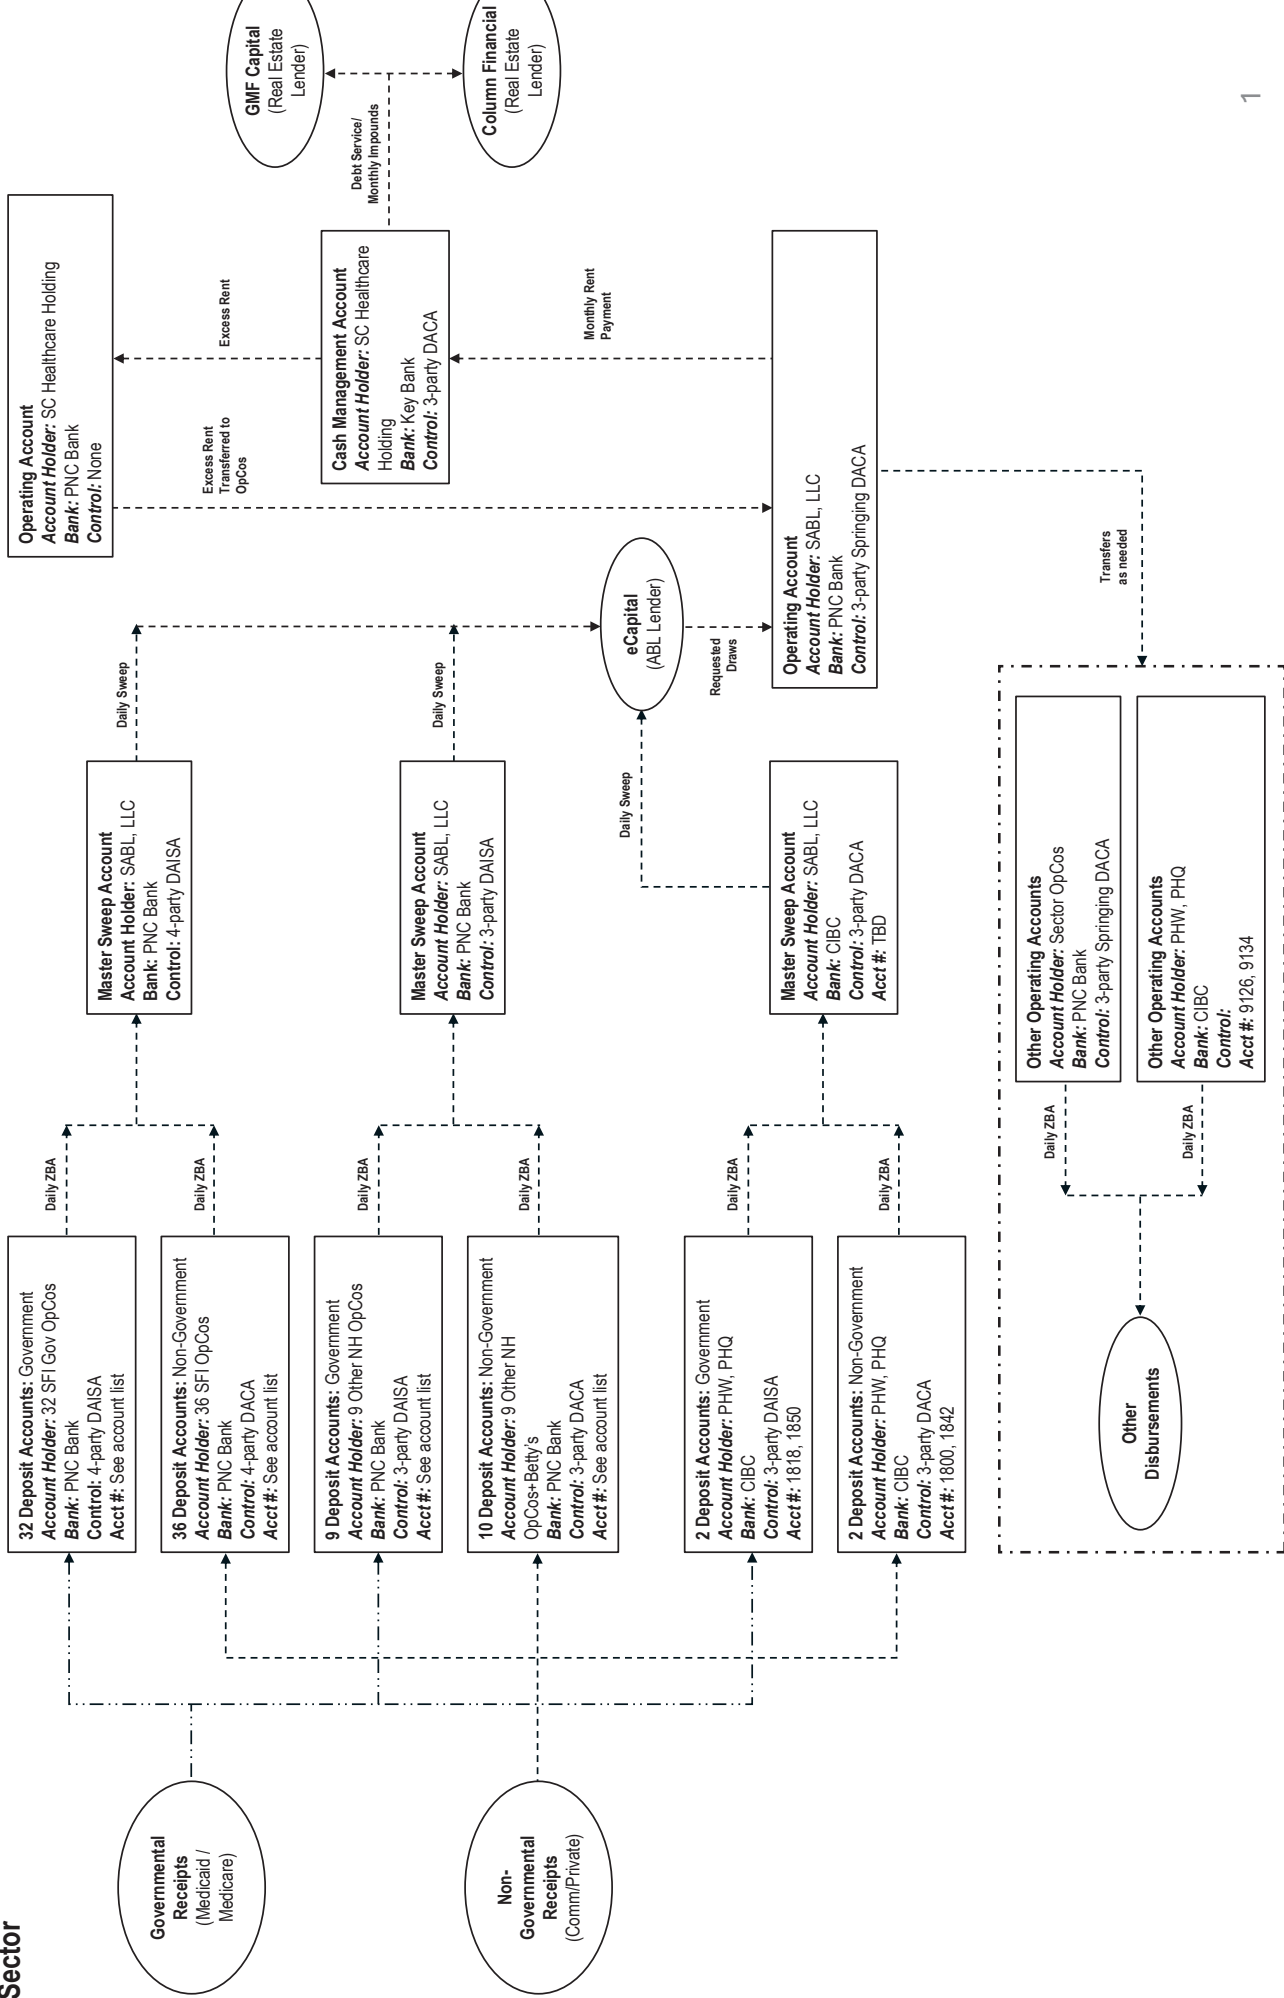 Sector
Governmental
Receipts
(Medicaid /
Medicare)
Non-
Governmental
Receipts
(Comm/Private)
32 Deposit Accounts: Government
Account Holder: 32 SFI Gov OpCos
Bank: PNC Bank
Control: 4-party DAISA
Acct #: See account list
36 Deposit Accounts: Non-Government
Account Holder: 36 SFI OpCos
Bank: PNC Bank
Control: 4-party DACA
Acct #: See account list
9 Deposit Accounts: Government
Account Holder: 9 Other NH OpCos
Bank: PNC Bank
Control: 3-party DAISA
Acct #: See account list
10 Deposit Accounts: Non-Government
Account Holder: 9 Other NH
OpCos+Betty's
Bank: PNC Bank
Control: 3-party DACA
Acct #: See account list
2 Deposit Accounts: Government
Account Holder: PHW, PHQ
Bank: CIBC
Control: 3-party DAISA
Acct #: 1818, 1850
2 Deposit Accounts: Non-Government
Account Holder: PHW, PHQ
Bank: CIBC
Control: 3-party DACA
Acct#: 1800, 1842
Daily ZBA
Daily ZBA
Daily ZBA
Daily ZBA
Daily ZBA
Daily ZBA
Master Sweep Account
Account Holder: SABL, LLC
Bank: PNC Bank
Control: 4-party DAISA
Master Sweep Account
Account Holder: SABL, LLC
Bank: PNC Bank
Control: 3-party DAISA
Master Sweep Account
Account Holder: SABL, LLC
Bank: CIBC
Control: 3-party DACA
Acct #: TBD
Daily Sweep
Daily Sweep
Daily Sweep
eCapital
(ABL Lender)
Requested
Draws
Operating Account
Account Holder: SC Healthcare Holding
Bank: PNC Bank
Control: None
Excess Rent
Transferred to
OpCos
Excess Rent
Cash Management Account
Account Holder: SC Healthcare
Holding
Bank: Key Bank
Control: 3-party DACA
Monthly Rent
Payment
Operating Account
Account Holder: SABL, LLC
Bank: PNC Bank
Control: 3-party Springing DACA
Debt Service/
Monthly Impounds
GMF Capital
(Real Estate
Lender)
Column Financial
(Real Estate
Lender)
Transfers
as needed
Other Operating Accounts
Account Holder: Sector OpCos
Bank: PNC Bank
Control: 3-party Springing DACA
Other Operating Accounts
Account Holder: PHW, PHQ
Bank: CIBC
Control:
Acct #: 9126, 9134
Daily ZBA
Daily ZBA
Other
Disbursements
1